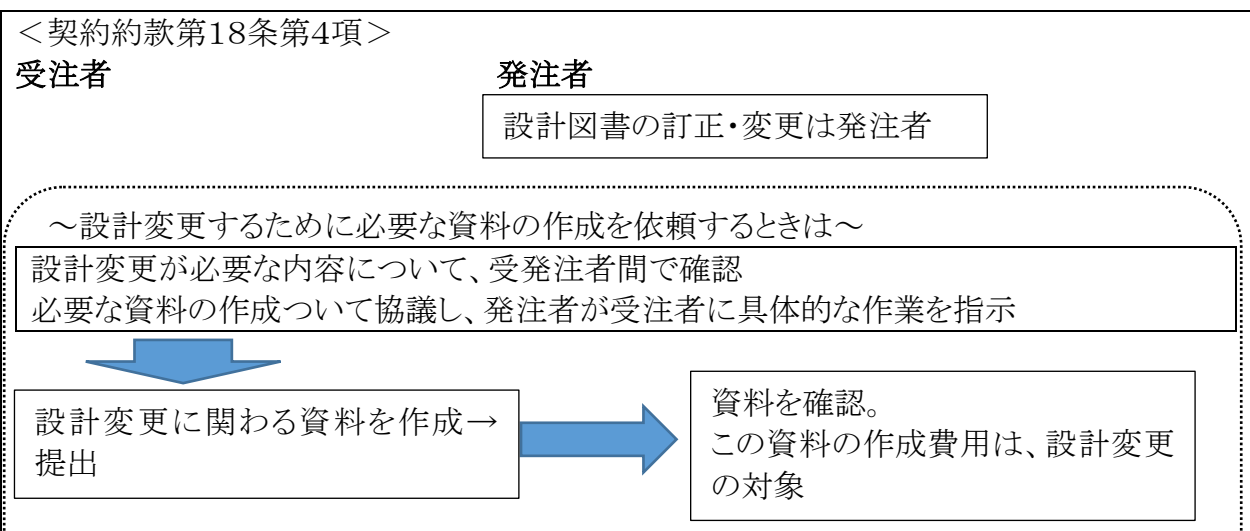 ＜契約約款第１８条第４項＞
受注者 発注者
設計図書の訂正・変更は発注者
～設計変更するために必要な資料の作成を依頼するときは～
設計変更が必要な内容について、受発注者間で確認
必要な資料の作成ついて協議し、発注者が受注者に具体的な作業を指示
設計変更に関わる資料を作成→
提出
資料を確認。
この資料の作成費用は、設計変更
の対象